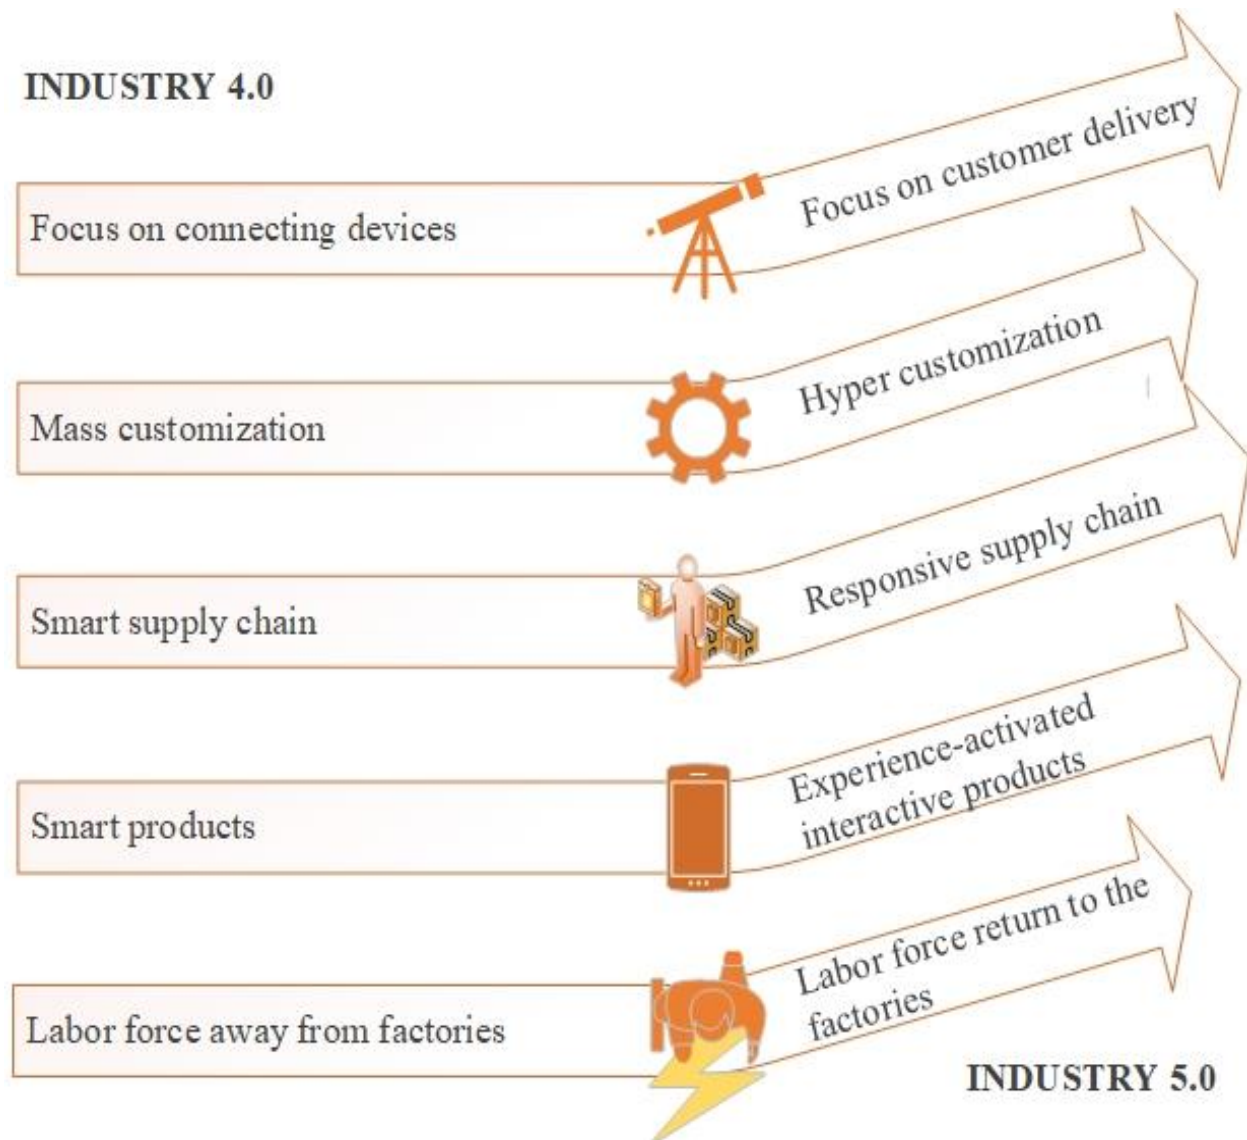 INDUSTRY 4.0
Focus on connecting devices
Focus on customer delivery
Mass customization
Hyper customization
Smart supply chain
Responsive supply chain
Smart products
Experience-activated
interactive products
Labor force away from factories
Labor force return to the
factories
INDUSTRY 5.0